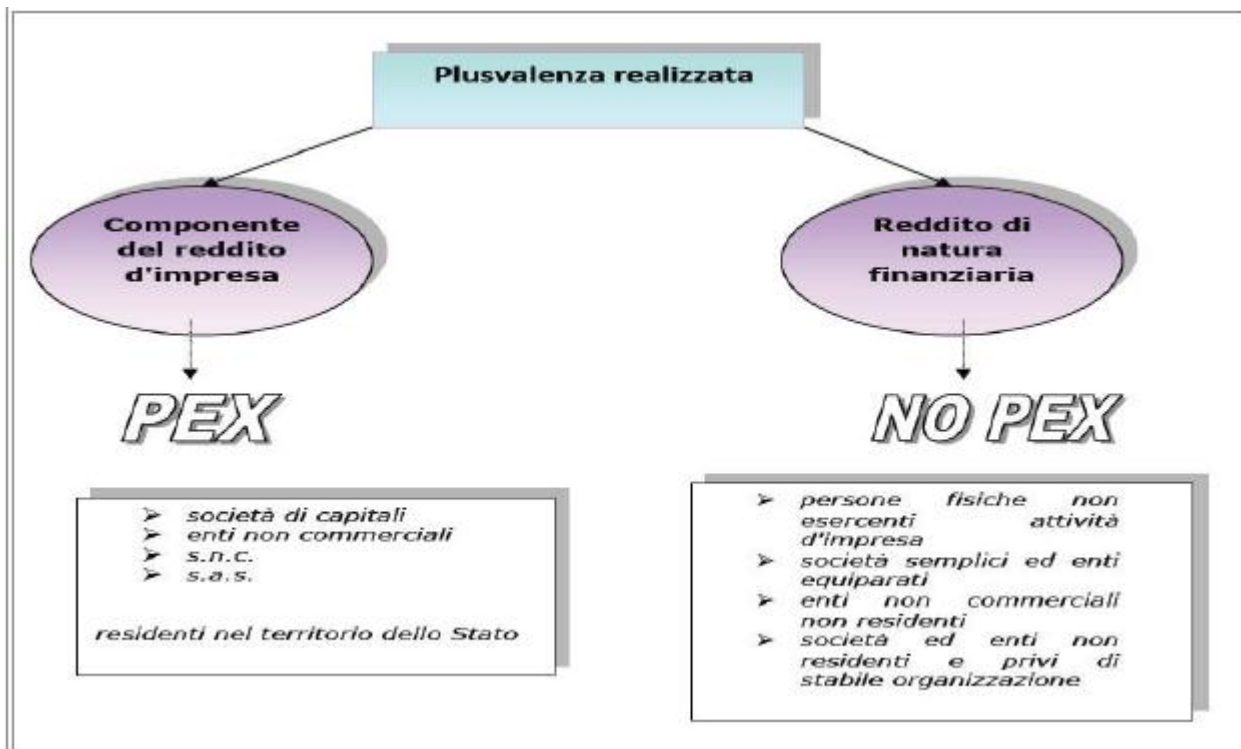 Plusvalenza realizzata
Componente
del reddito
d'impresa
Reddito di
natura
finanziaria
PEX
NO PEX
➢ società di capitali
➢ enti non commerciali
➢ s.n.c.
➢ s.a.s.
residenti nel territorio dello Stato
➢ persone fisiche non
esercenti attività
d'impresa
➢ società semplici ed enti
equiparati
➢ enti non commerciali
non residenti
➢ società ed enti non
residenti e privi di
stabile organizzazione